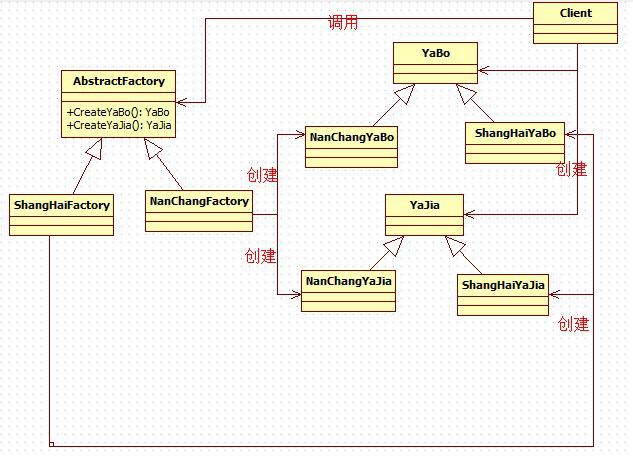 Client
调用
YaBo
AbstractFactory
+CreateYaBo(): YaBo
+CreateYaJia(): YaJia
NanChangYaBo
ShangHaiYaBo
创建
创建
ShangHaiFactory
NanChangFactory
YaJia
创建
NanChangYaJia
ShangHaiYaJia
创建